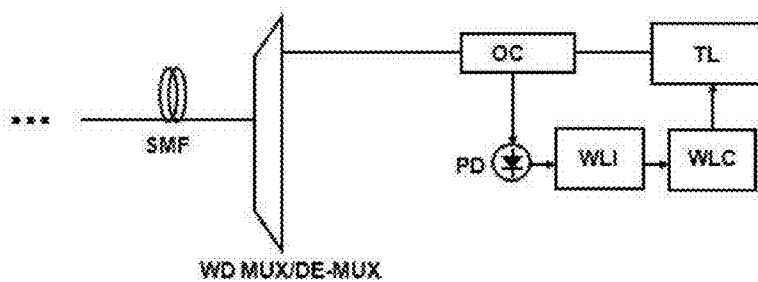 OC
TL
...
SMF
PD
WLI
WLC
WD MUX/DE-MUX